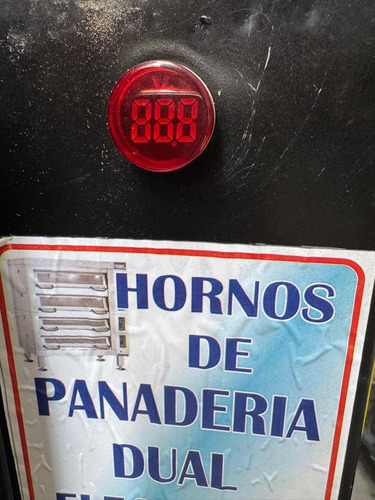 V
888
HORNOS
DE
PANADERIA
DUAL